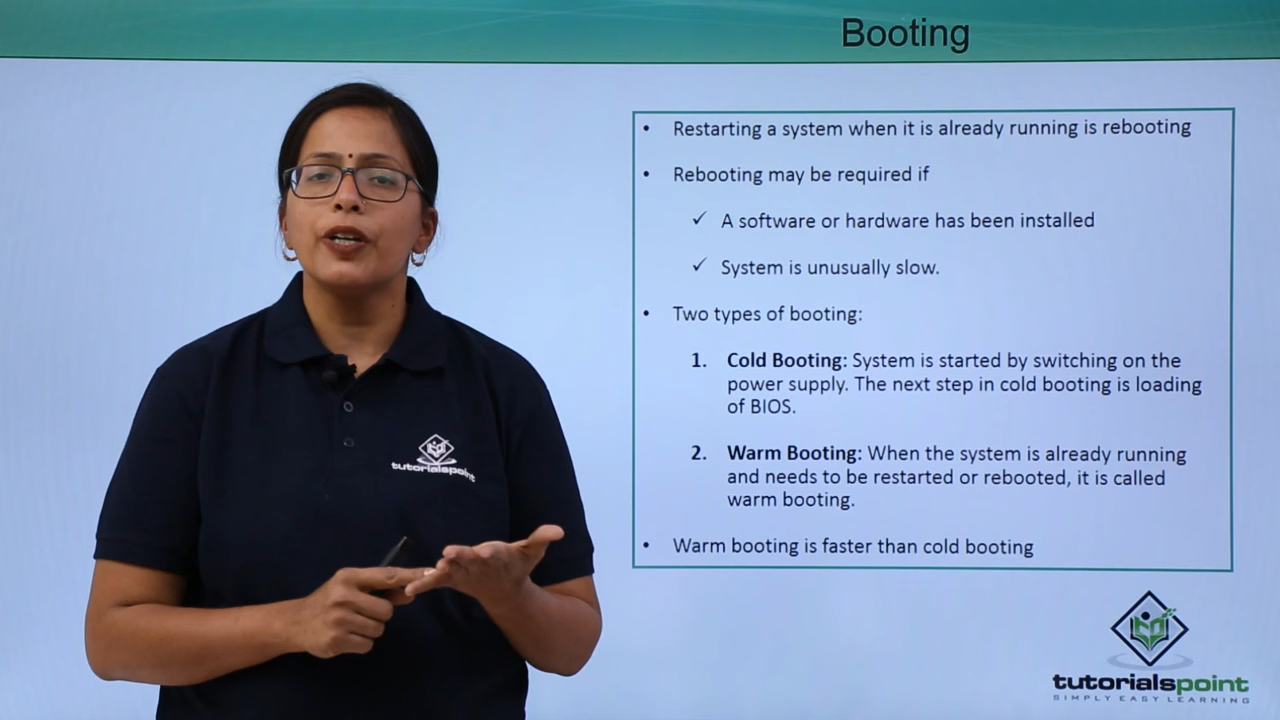 Booting
• Restarting a system when it is already running is rebooting
• Rebooting may be required if
✓ A software or hardware has been installed
✓ System is unusually slow.
• Two types of booting:
1. Cold Booting: System is started by switching on the
power supply. The next step in cold booting is loading
of BIOS.
2. Warm Booting: When the system is already running
and needs to be restarted or rebooted, it is called
warm booting.
• Warm booting is faster than cold booting
tutorialspoint
tutorialspoint
SIMPLY EASY LEARNING